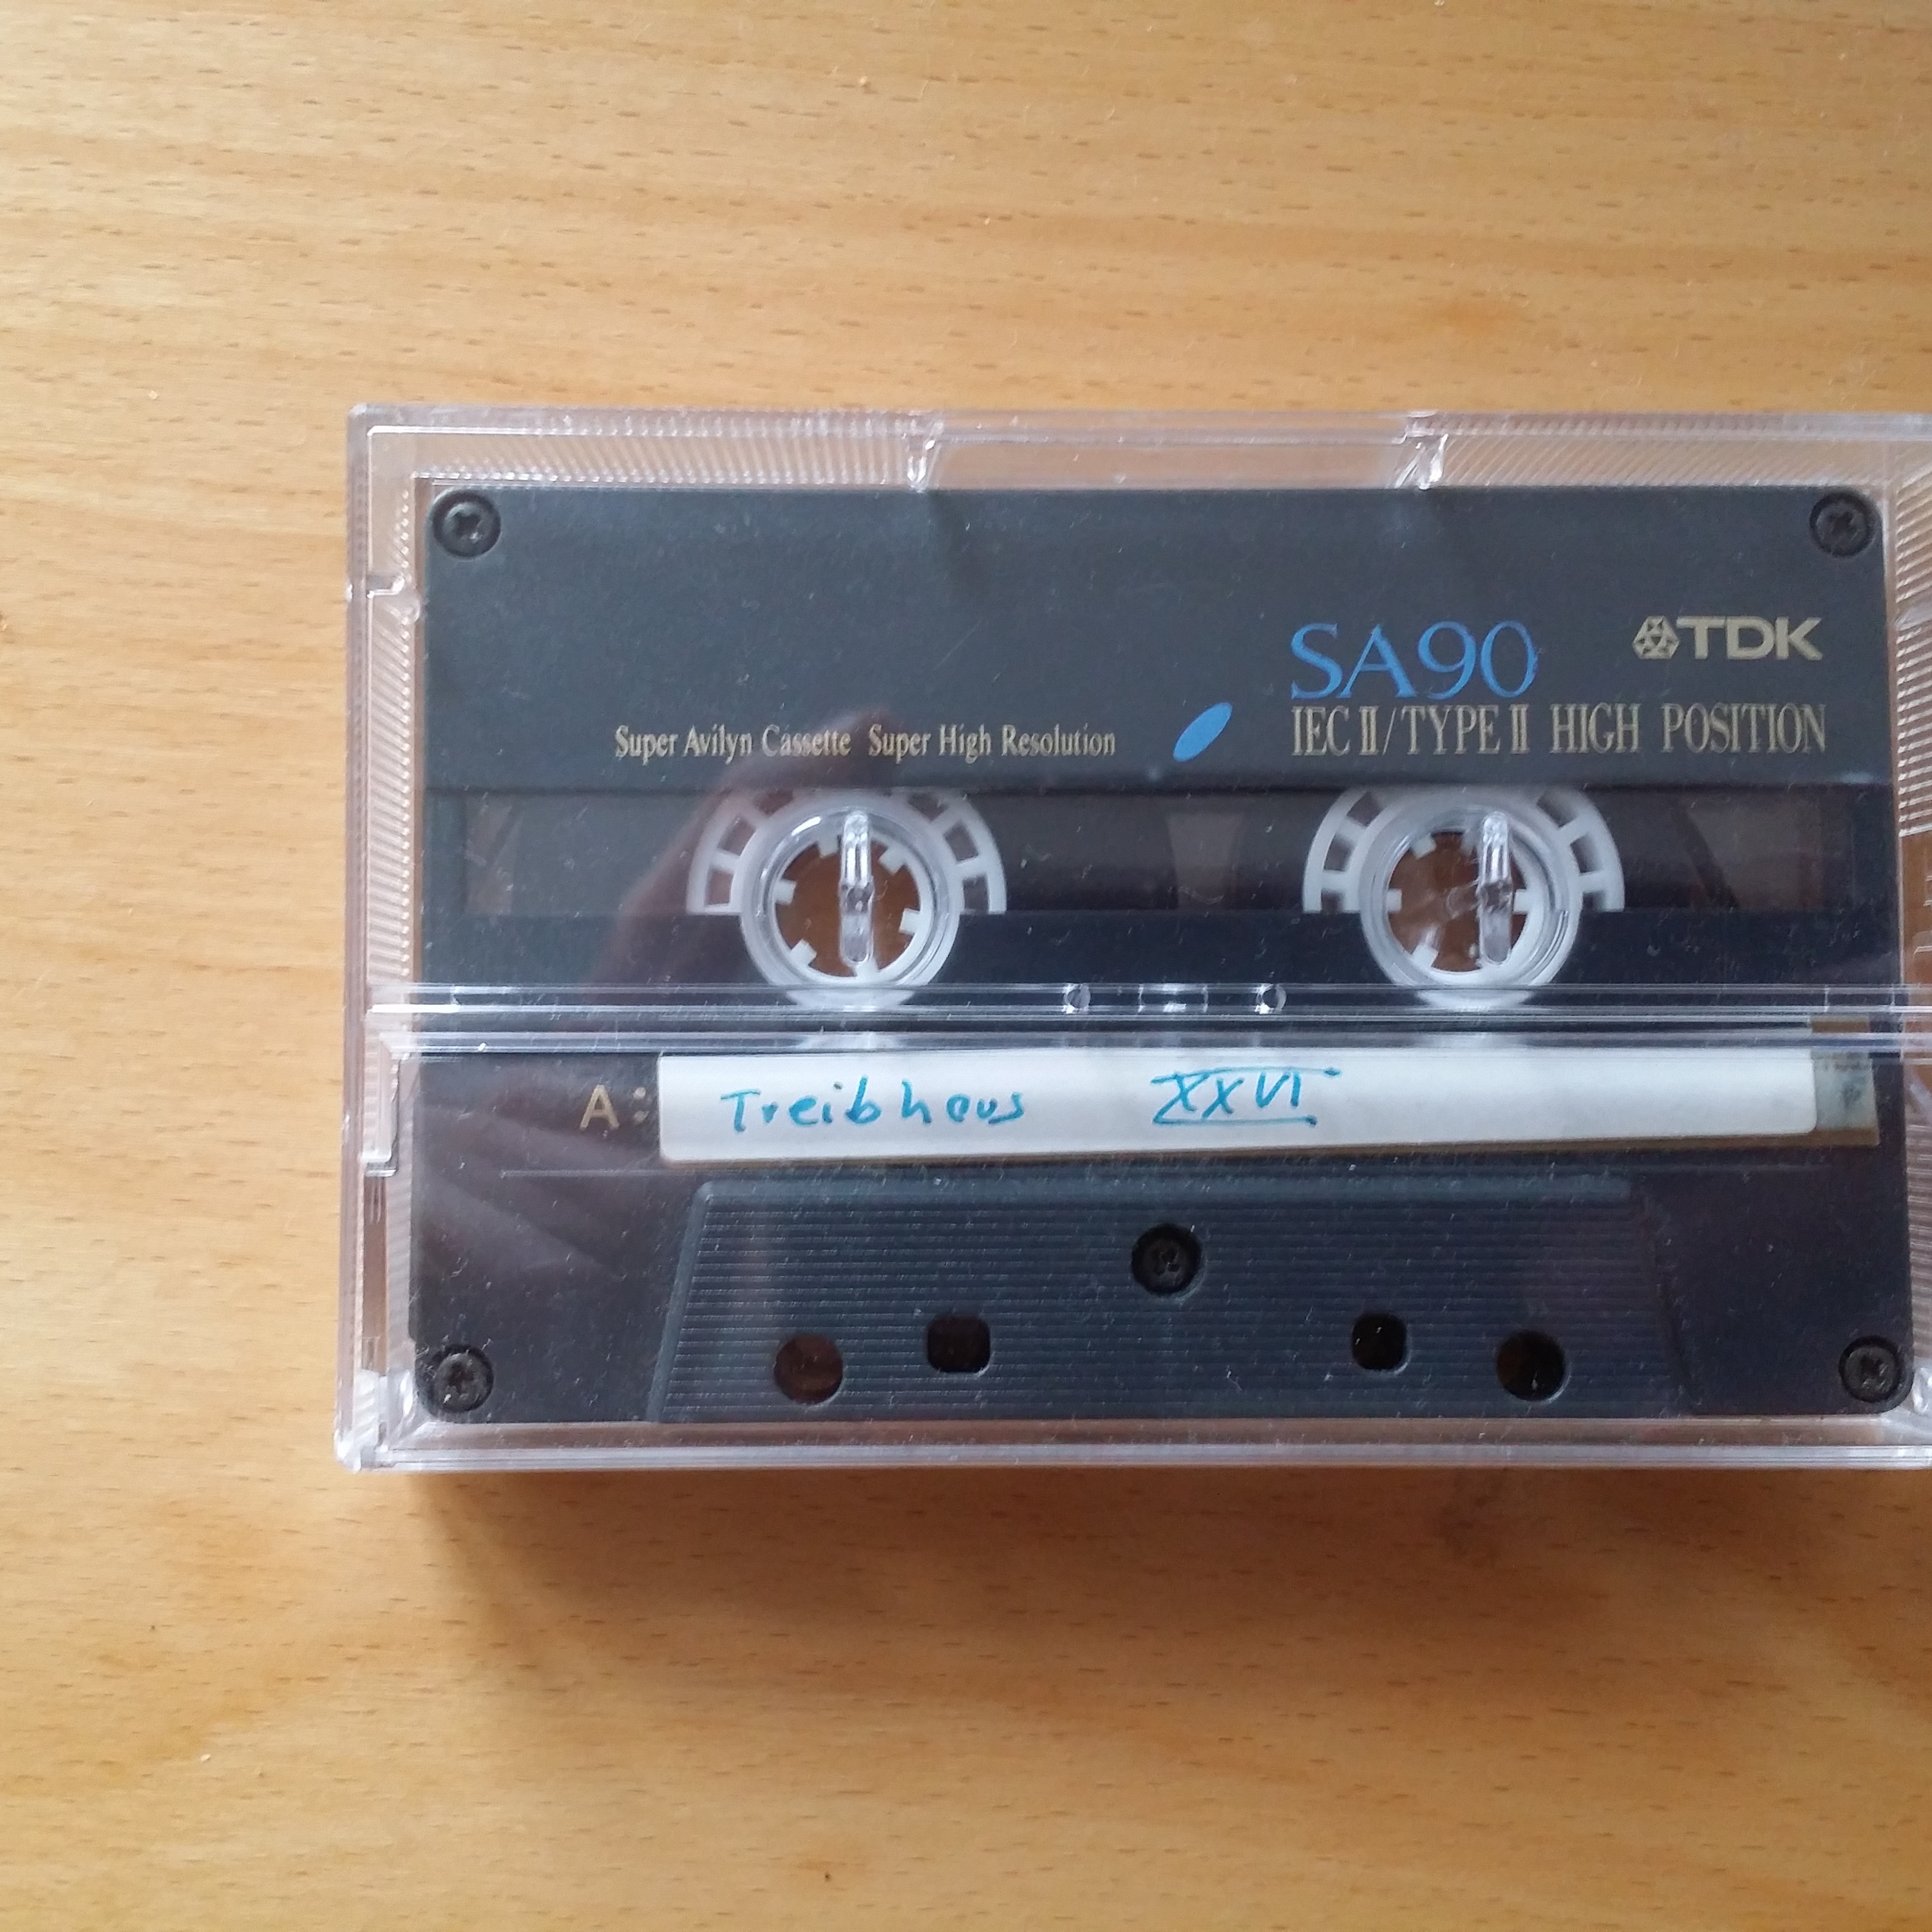 SA90 TDK
Super Avilyn Cassette Super High Resolution IEC II/TYPE II HIGH POSITION
A: Treibhaus XXVI